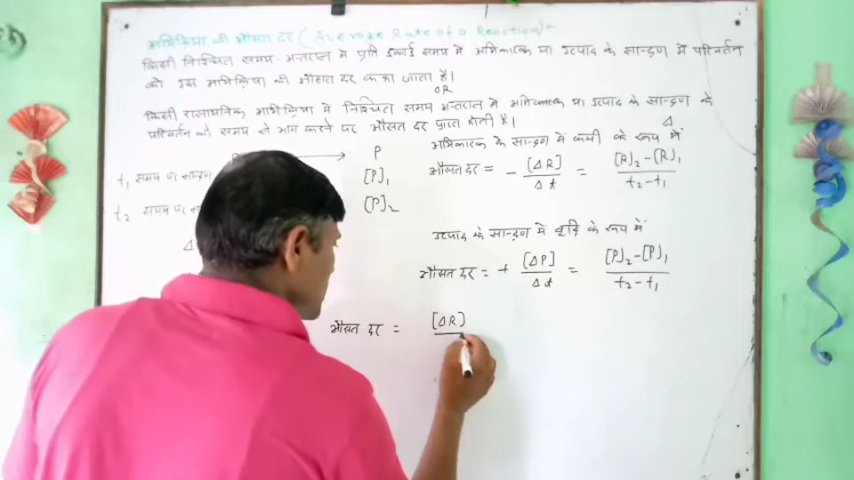 अभिक्रिया की औसत दर (Average Rate of a Reaction)
किसी निश्चित समय अन्तराल मे प्रति इकाई समय मे अभिकारक या उत्पाद के सान्द्रण में परिवर्तन
को उस अभिक्रिया की औसत दर कहा जाता है।
ΔR
किसी रासायनिक अभिक्रिया में निश्चित समय अन्तराल में अभिकारक या उत्पाद के सान्द्रण के
परिवर्तन को समय से भाग करने पर औसत दर प्राप्त होती है।
Δ
→ P
t₁ समय पर सान्द्रण [P]₁
t₂ समय पर [P]₂
Δ
अभिकारक के सान्द्रण में कमी के रूप में
औसत दर = - [ΔR] / Δt = [R]₂-[R]₁ / t₂-t₁
उत्पाद के सान्द्रण में वृद्धि के रूप में
औसत दर = + [ΔP] / Δt = [P]₂-[P]₁ / t₂-t₁
औसत दर = [ΔR]